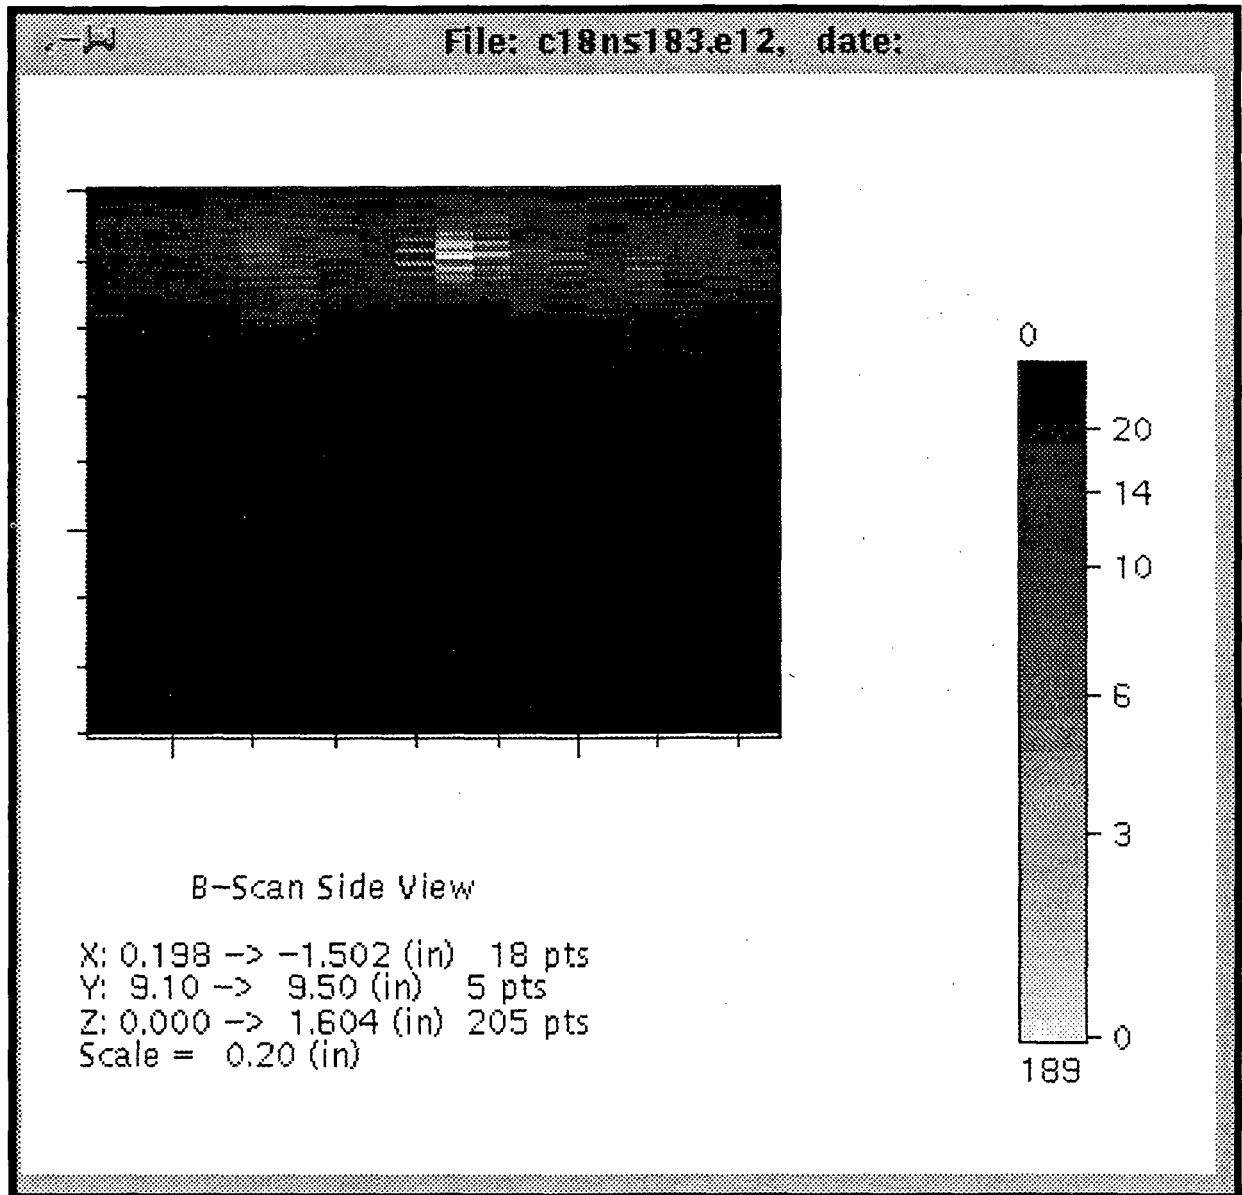 File: c18ns183.e12, date:
0
20
14
10
6
3
0
189
B-Scan Side View
X: 0.198 -> -1.502 (in) 18 pts
Y: 9.10 -> 9.50 (in) 5 pts
Z: 0.000 -> 1.604 (in) 205 pts
Scale = 0.20 (in)